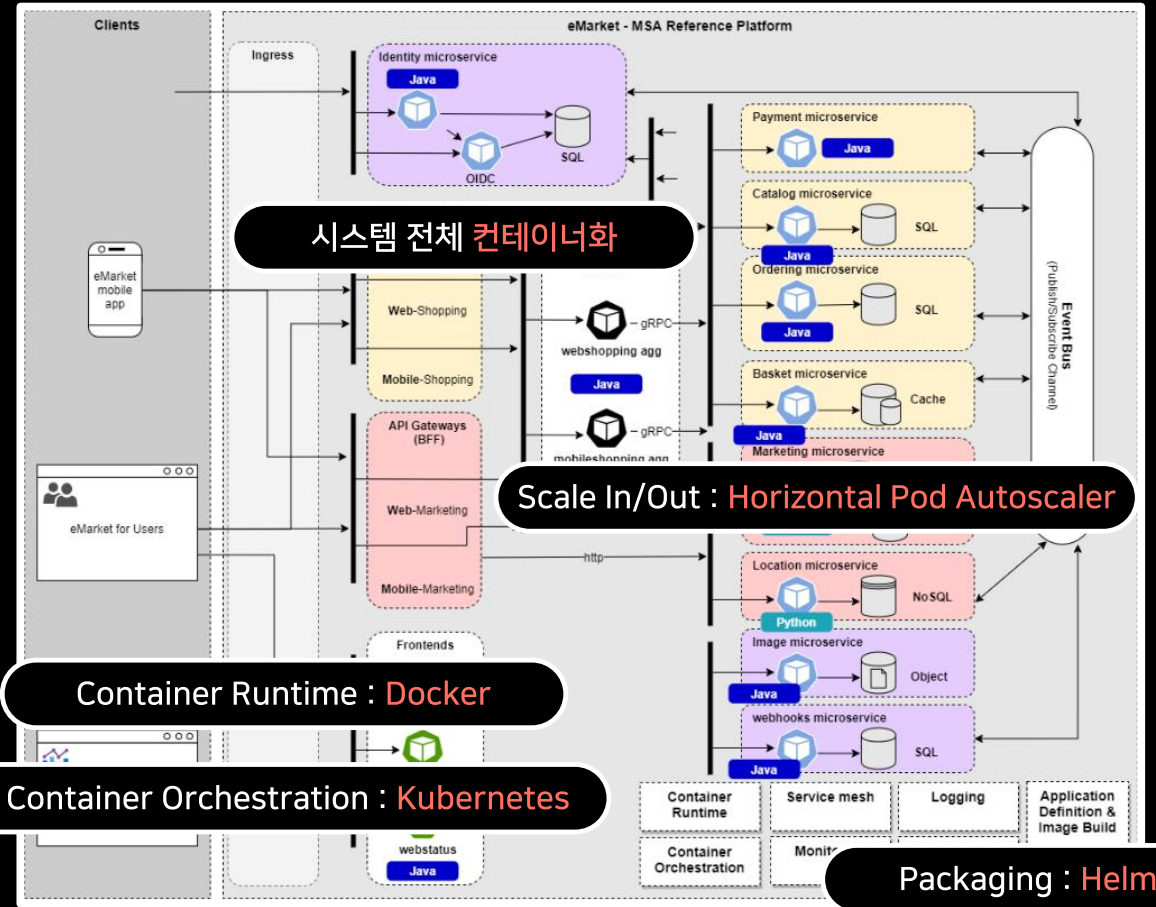 Clients
eMarket - MSA Reference Platform
Ingress
Identity microservice
Java
SQL
OIDC
Payment microservice
Java
Catalog microservice
SQL
Java
Ordering microservice
SQL
Java
Basket microservice
Cache
Java
Marketing microservice
Event Bus
(Publish/Subscribe Channel)
시스템 전체 컨테이너화
eMarket
mobile
app
Web-Shopping
Mobile-Shopping
gRPC
webshopping agg
Java
gRPC
mobileshopping agg
API Gateways
(BFF)
Web-Marketing
Mobile-Marketing
http
eMarket for Users
Scale In/Out : Horizontal Pod Autoscaler
Location microservice
NoSQL
Python
Image microservice
Object
Java
webhooks microservice
SQL
Java
Frontends
Container Runtime : Docker
Container Orchestration : Kubernetes
webstatus
Java
Container
Runtime
Service mesh
Logging
Application
Definition &
Image Build
Container
Orchestration
Packaging : Helm